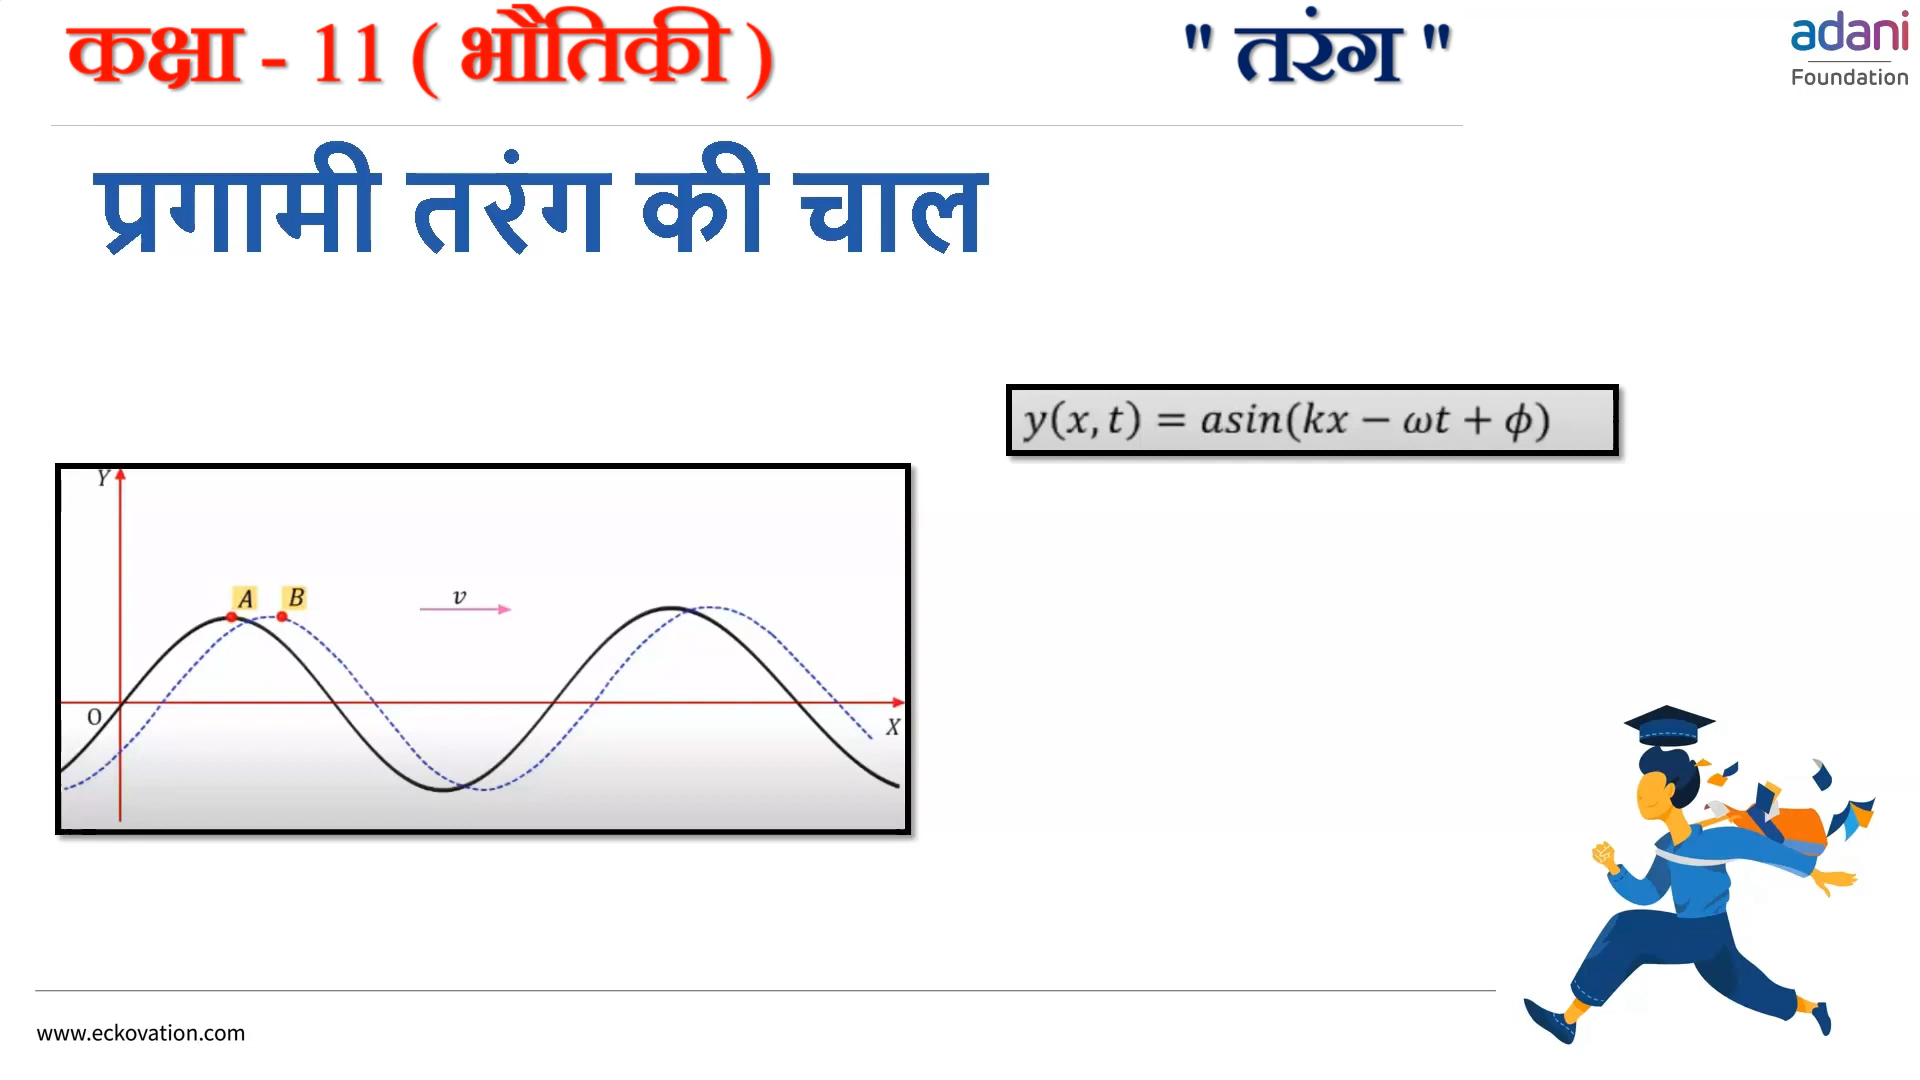 कक्षा - 11 ( भौतिकी )
" तरंग "
adani
Foundation
प्रगामी तरंग की चाल
y(x, t) = asin(kx − ωt + ϕ)
Y
A
B
v
O
X
www.eckovation.com